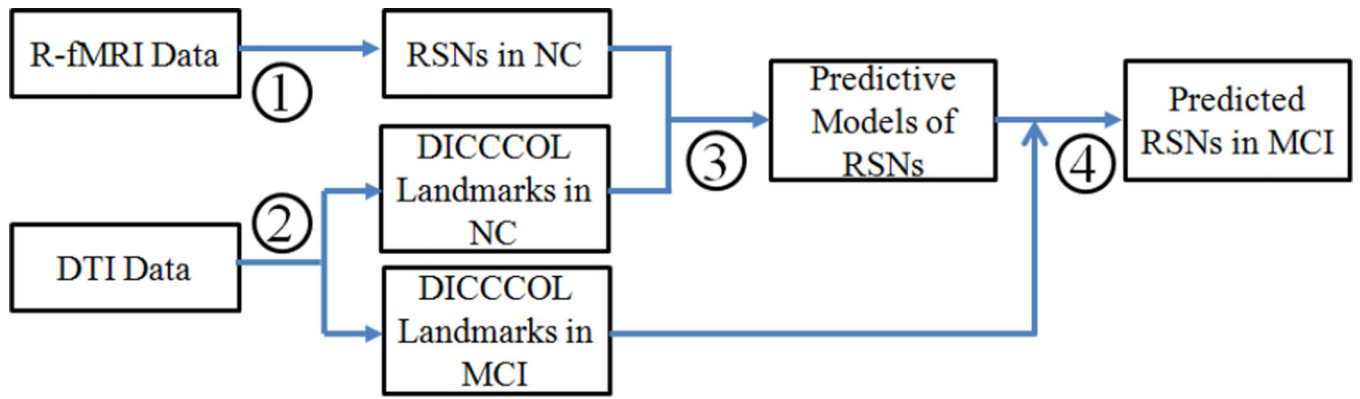 R-fMRI Data
①
RSNs in NC
DICCCOL
Landmarks in
NC
②
DTI Data
DICCCOL
Landmarks in
MCI
③
Predictive
Models of
RSNs
④
Predicted
RSNs in MCI